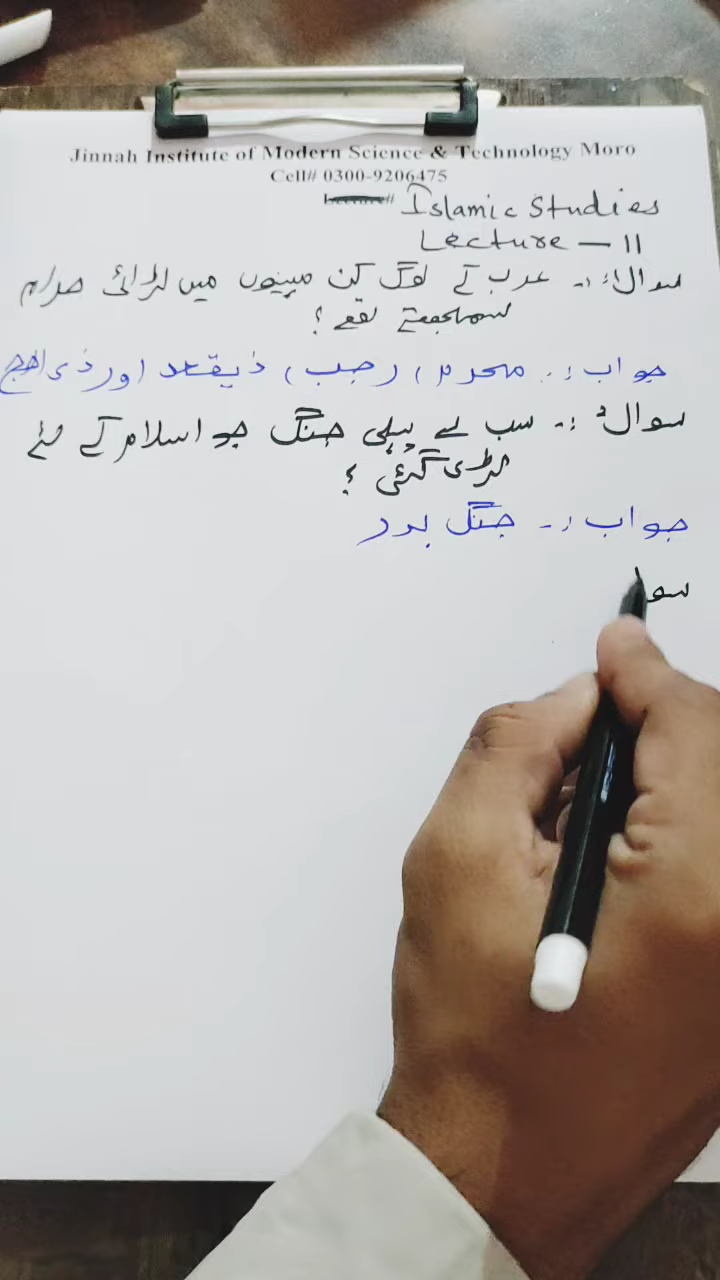 Jinnah Institute of Modern Science & Technology Moro
Cell# 0300-9206475
Lecture# Islamic Studies
Lecture – 11
سوال:۔ عرب کے لوگ کن مہینوں میں لڑائی حرام
سمجھتے تھے؟
جواب:۔ محرم، رجب، ذیقعد اور ذی الحج
سوال:۔ سب سے پہلی جنگ جو اسلام کے لئے
لڑی گئی؟
جواب:۔ جنگ بدر
سوا